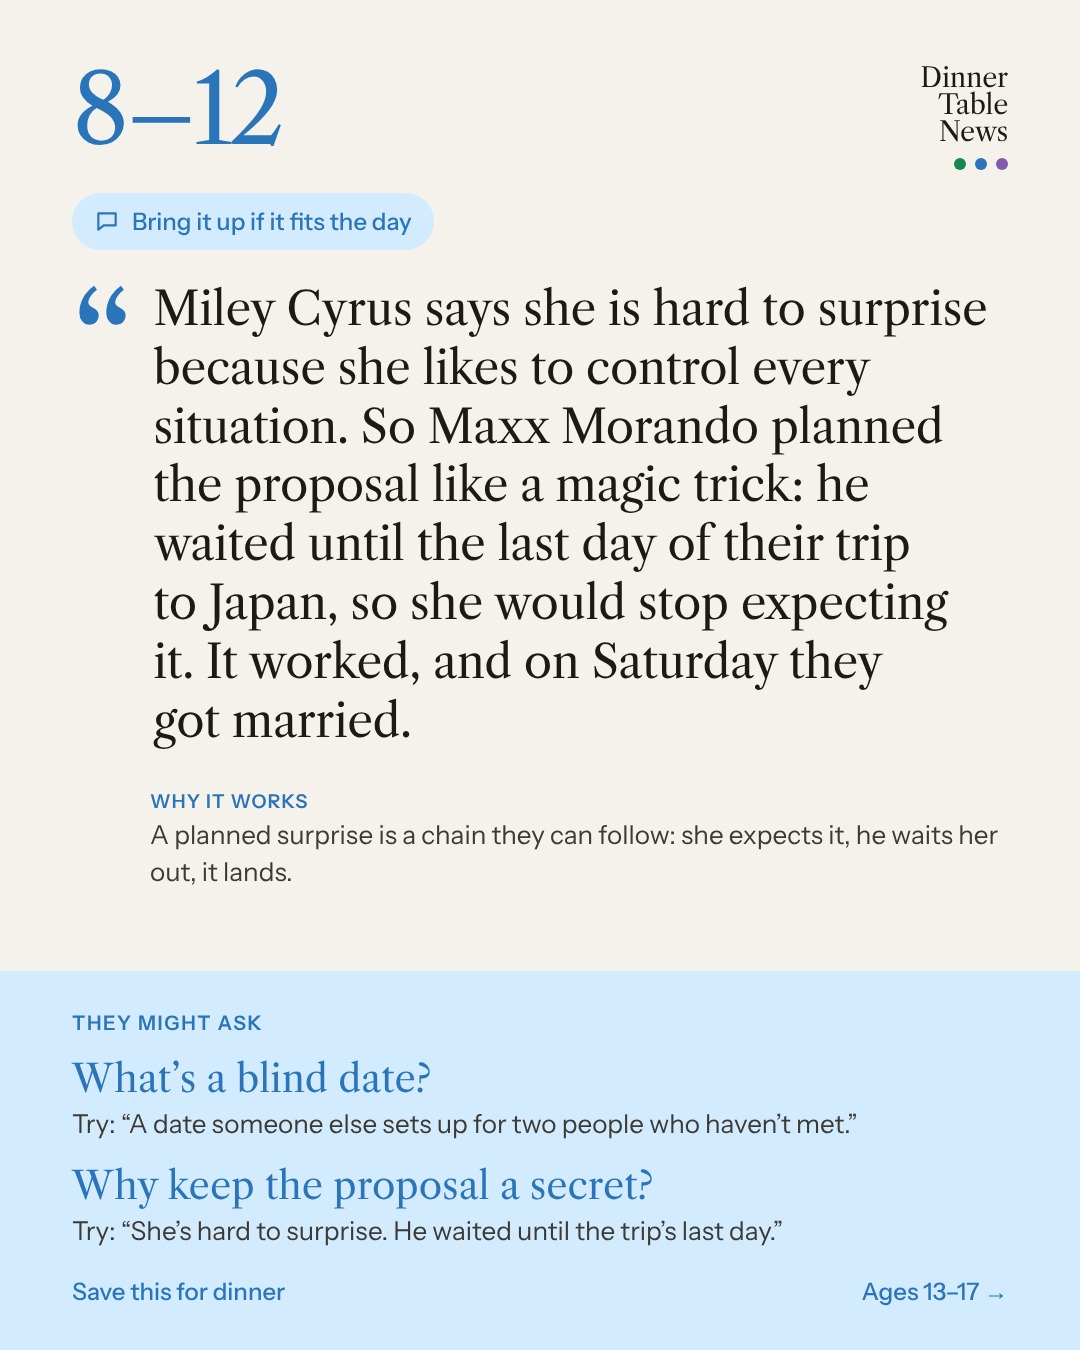 8–12
Dinner
Table
News
Bring it up if it fits the day
“Miley Cyrus says she is hard to surprise
because she likes to control every
situation. So Maxx Morando planned
the proposal like a magic trick: he
waited until the last day of their trip
to Japan, so she would stop expecting
it. It worked, and on Saturday they
got married.
WHY IT WORKS
A planned surprise is a chain they can follow: she expects it, he waits her
out, it lands.
THEY MIGHT ASK
What’s a blind date?
Try: “A date someone else sets up for two people who haven’t met.”
Why keep the proposal a secret?
Try: “She’s hard to surprise. He waited until the trip’s last day.”
Save this for dinner
Ages 13–17 →